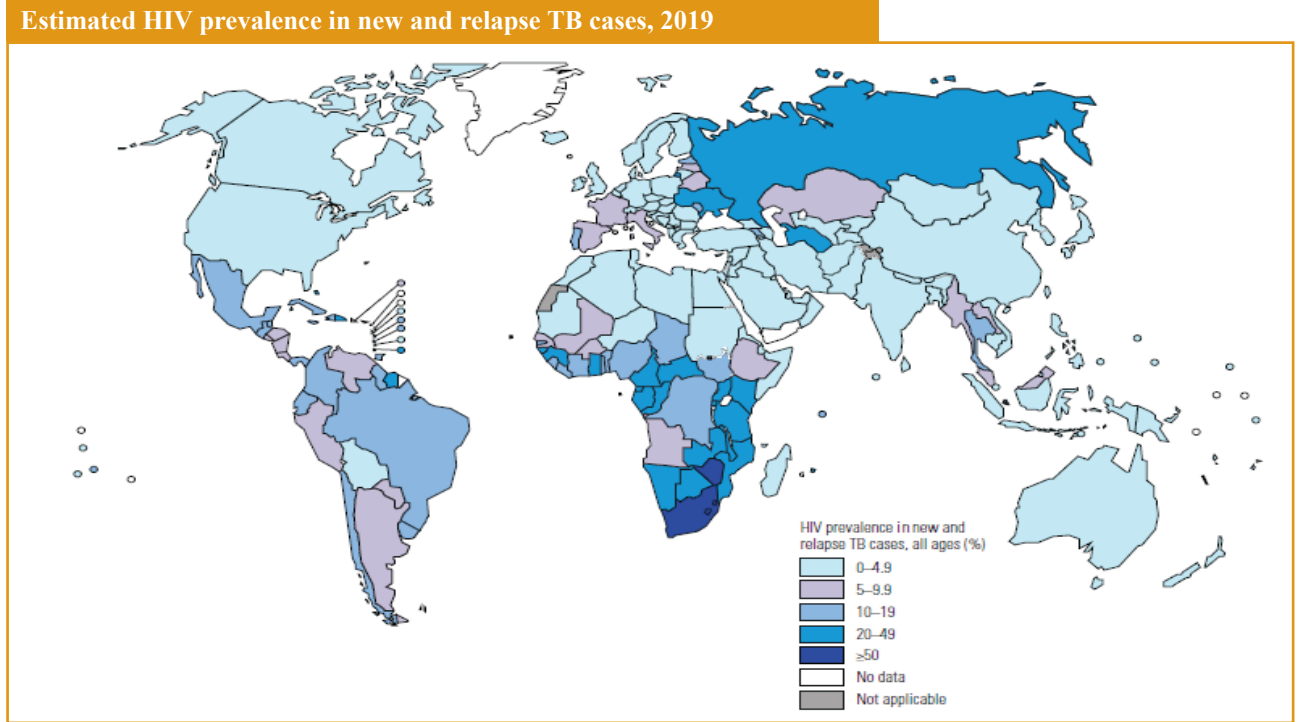 Estimated HIV prevalence in new and relapse TB cases, 2019
HIV prevalence in new and
relapse TB cases, all ages (%)
0–4.9
5–9.9
10–19
20–49
≥50
No data
Not applicable